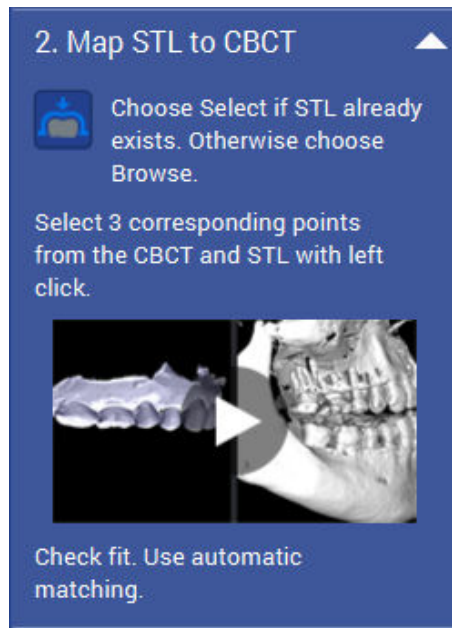 2. Map STL to CBCT
Choose Select if STL already
exists. Otherwise choose
Browse.
Select 3 corresponding points
from the CBCT and STL with left
click.
Check fit. Use automatic
matching.